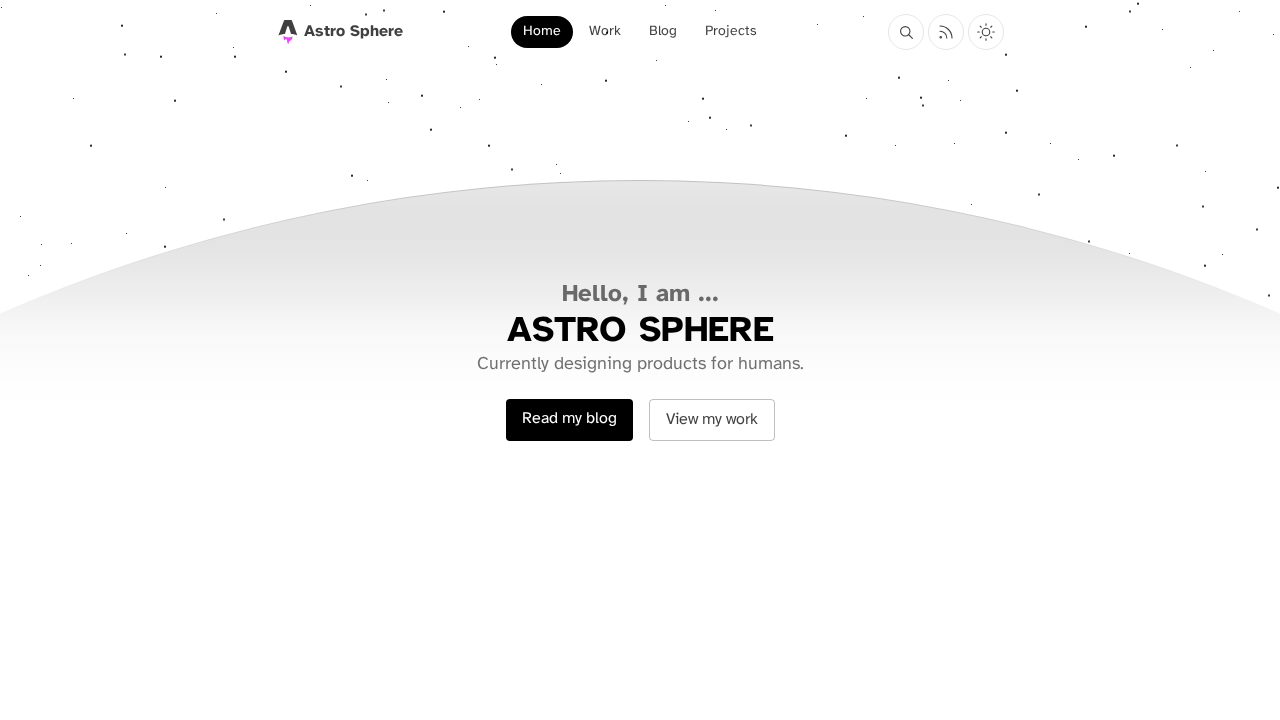 Astro Sphere
Home Work Blog Projects
Hello, I am ...
ASTRO SPHERE
Currently designing products for humans.
Read my blog
View my work